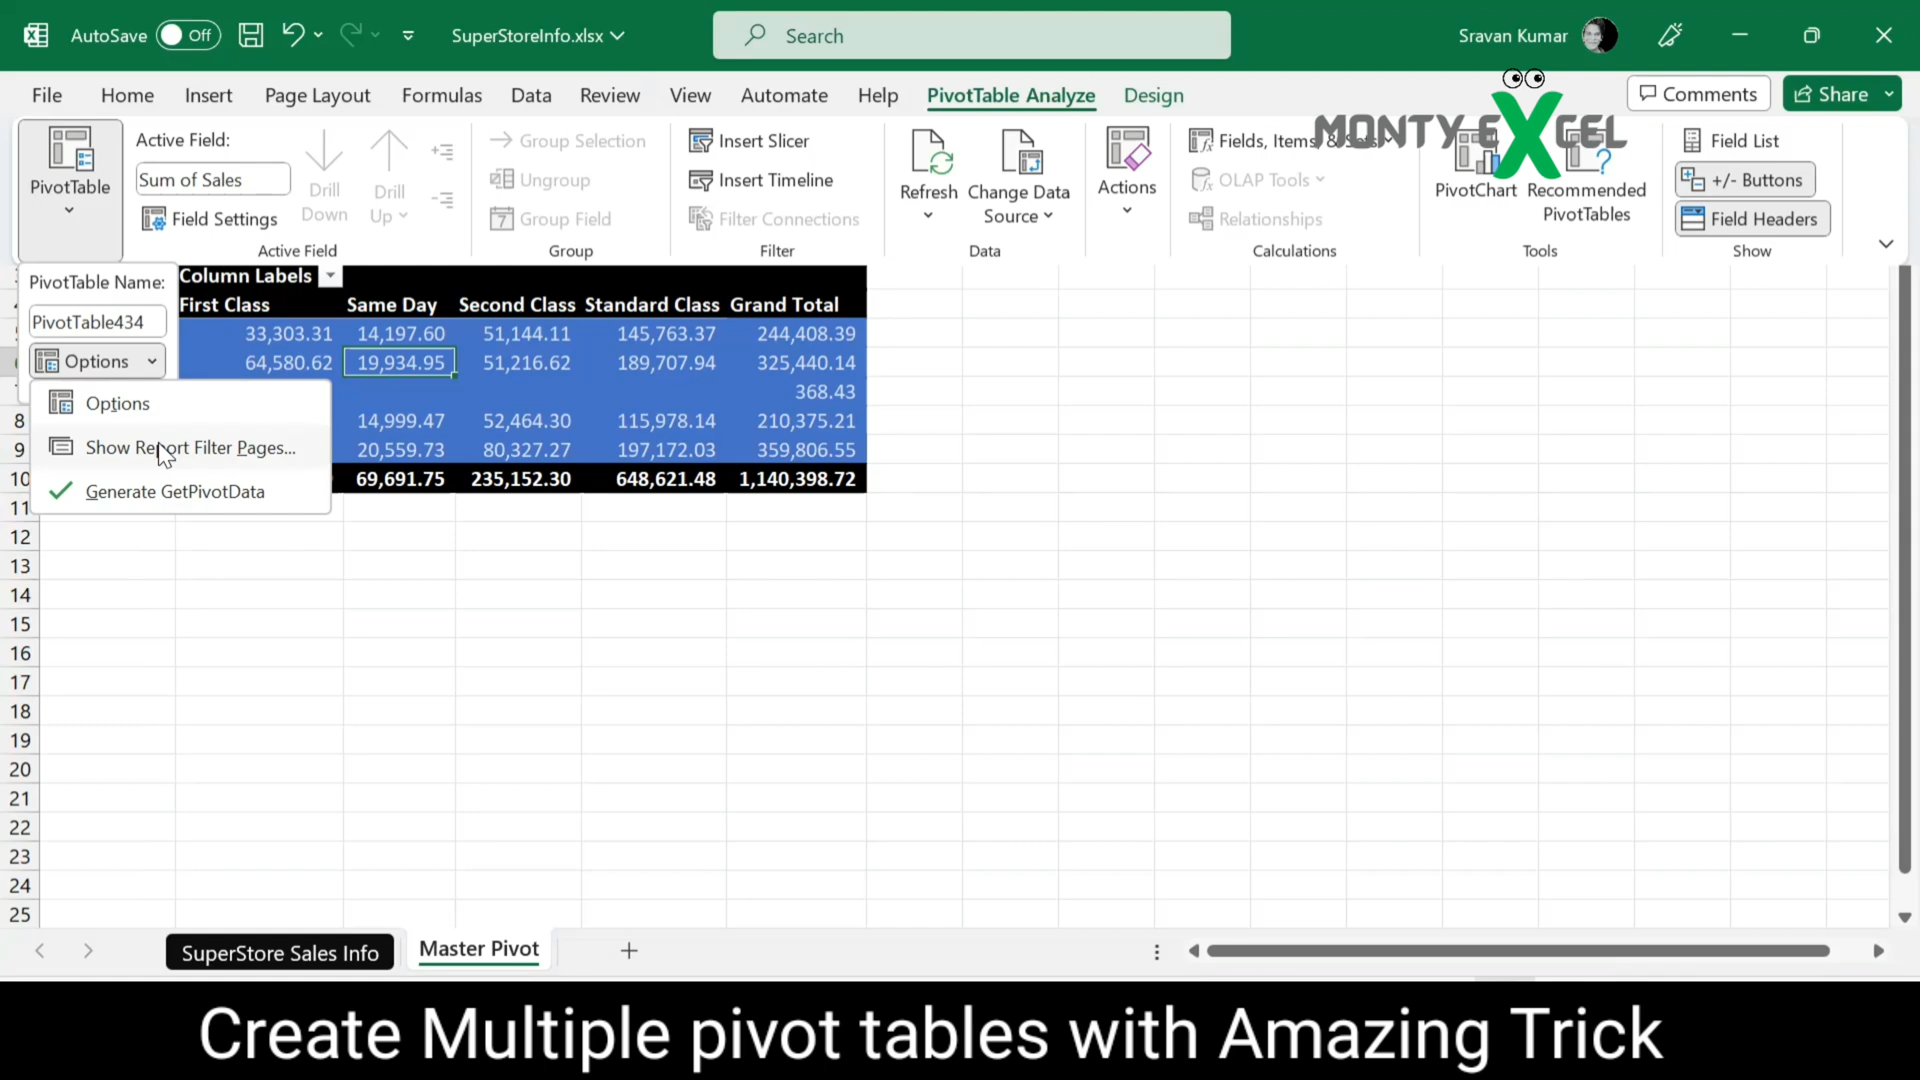 AutoSave Off SuperStoreInfo.xlsx Search Sravan Kumar
File Home Insert Page Layout Formulas Data Review View Automate Help PivotTable Analyze Design Comments Share
MONTY EXCEL
PivotTable
Active Field:
Sum of Sales
Field Settings
Drill Down
Drill Up
Active Field
Group Selection
Ungroup
7 Group Field
Group
Insert Slicer
Insert Timeline
Filter Connections
Filter
Refresh
Change Data Source
Data
Actions
Fields, Items, & Sets
OLAP Tools
Relationships
Calculations
PivotChart
Recommended PivotTables
Tools
Field List
+/- Buttons
Field Headers
Show
PivotTable Name:
PivotTable434
Options
Options
Show Report Filter Pages...
Generate GetPivotData
Column Labels
First Class Same Day Second Class Standard Class Grand Total
33,303.31 14,197.60 51,144.11 145,763.37 244,408.39
64,580.62 19,934.95 51,216.62 189,707.94 325,440.14
368.43
8 14,999.47 52,464.30 115,978.14 210,375.21
9 20,559.73 80,327.27 197,172.03 359,806.55
10 69,691.75 235,152.30 648,621.48 1,140,398.72
11
12
13
14
15
16
17
18
19
20
21
22
23
24
25
SuperStore Sales Info Master Pivot
Create Multiple pivot tables with Amazing Trick